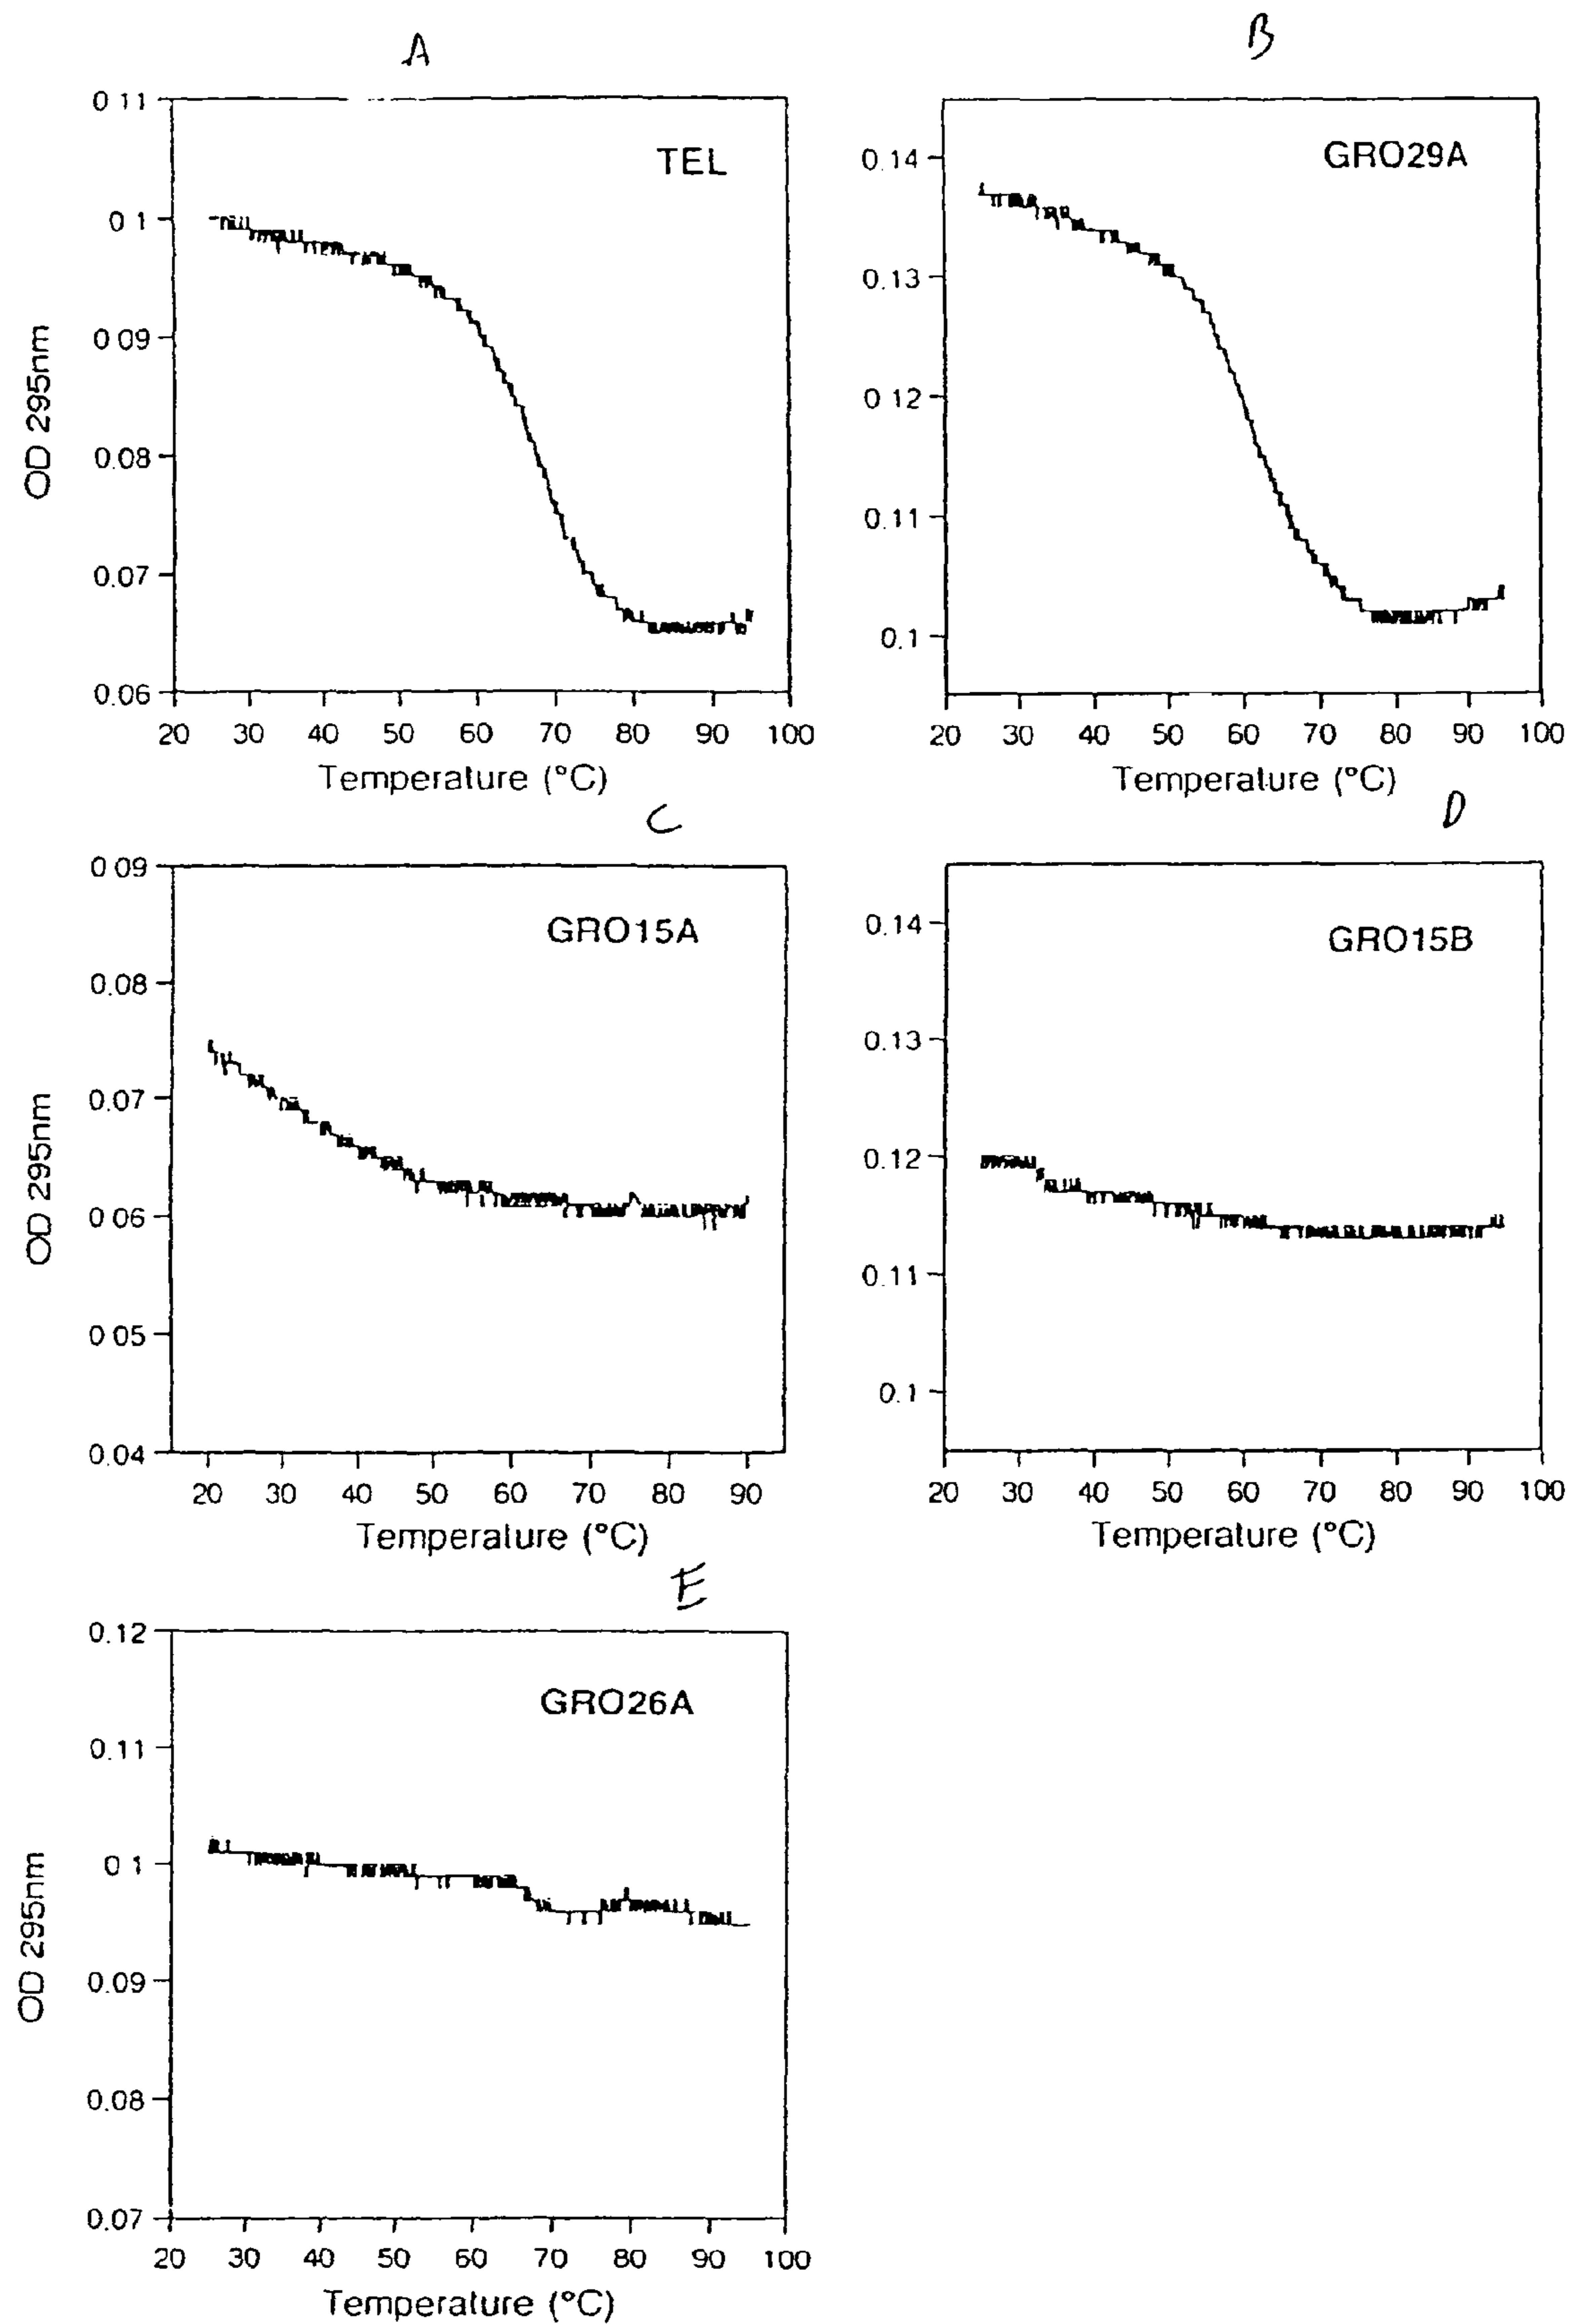 A
B
0.11
0.1
0.09
0.08
0.07
0.06
OD 295nm
TEL
20 30 40 50 60 70 80 90 100
Temperature (°C)
0.14
0.13
0.12
0.11
0.1
GRO29A
20 30 40 50 60 70 80 90 100
Temperature (°C)
C
D
0.09
0.08
0.07
0.06
0.05
0.04
OD 295nm
GRO15A
20 30 40 50 60 70 80 90
Temperature (°C)
0.14
0.13
0.12
0.11
0.1
GRO15B
20 30 40 50 60 70 80 90 100
Temperature (°C)
E
0.12
0.11
0.1
0.09
0.08
0.07
OD 295nm
GRO26A
20 30 40 50 60 70 80 90 100
Temperature (°C)